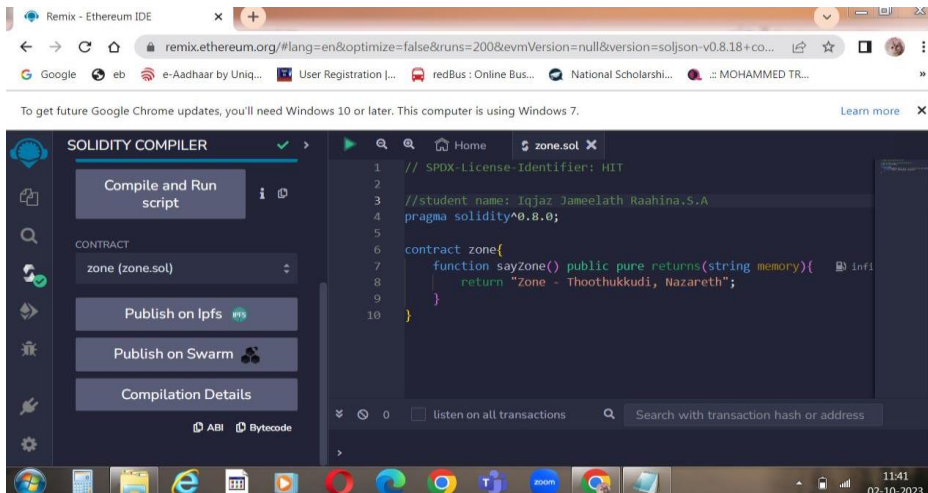 Remix - Ethereum IDE
remix.ethereum.org/#lang=en&optimize=false&runs=200&evmVersion=null&version=soljson-v0.8.18+co...
Google eb e-Aadhaar by Uniq... User Registration |... redBus : Online Bus... National Scholarshi... .:: MOHAMMED TR... »
To get future Google Chrome updates, you'll need Windows 10 or later. This computer is using Windows 7. Learn more
SOLIDITY COMPILER
Compile and Run
script
CONTRACT
zone (zone.sol)
Publish on Ipfs IPFS
Publish on Swarm
Compilation Details
ABI Bytecode
Home zone.sol
1 // SPDX-License-Identifier: HIT
2
3 //student name: Iqjaz Jameelath Raahina.S.A
4 pragma solidity^0.8.0;
5
6 contract zone{
7 function sayZone() public pure returns(string memory){ infi
8 return "Zone - Thoothukkudi, Nazareth";
9 }
10 }
0 listen on all transactions Search with transaction hash or address
>
zoom
11:41
02-10-2023